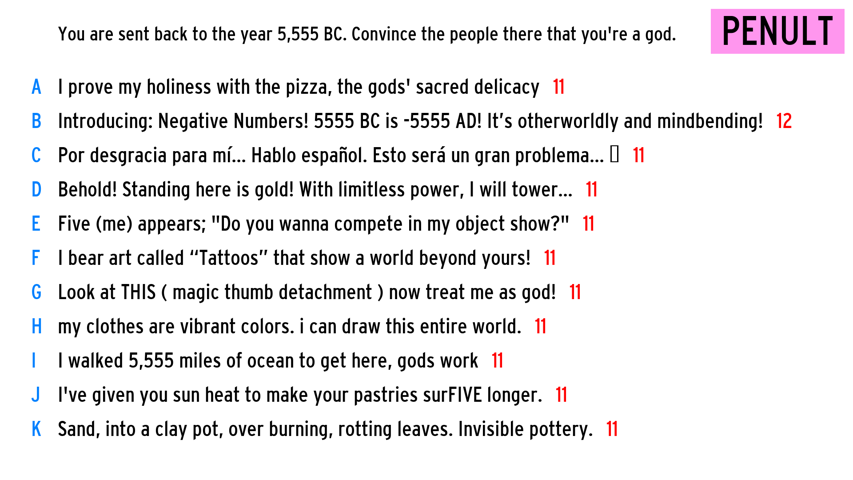 You are sent back to the year 5,555 BC. Convince the people there that you're a god.
PENULT
A I prove my holiness with the pizza, the gods' sacred delicacy 11
B Introducing: Negative Numbers! 5555 BC is -5555 AD! It’s otherworldly and mindbending! 12
C Por desgracia para mí... Hablo español. Esto será un gran problema... ▯ 11
D Behold! Standing here is gold! With limitless power, I will tower... 11
E Five (me) appears; "Do you wanna compete in my object show?" 11
F I bear art called “Tattoos” that show a world beyond yours! 11
G Look at THIS ( magic thumb detachment ) now treat me as god! 11
H my clothes are vibrant colors. i can draw this entire world. 11
I I walked 5,555 miles of ocean to get here, gods work 11
J I've given you sun heat to make your pastries surFIVE longer. 11
K Sand, into a clay pot, over burning, rotting leaves. Invisible pottery. 11